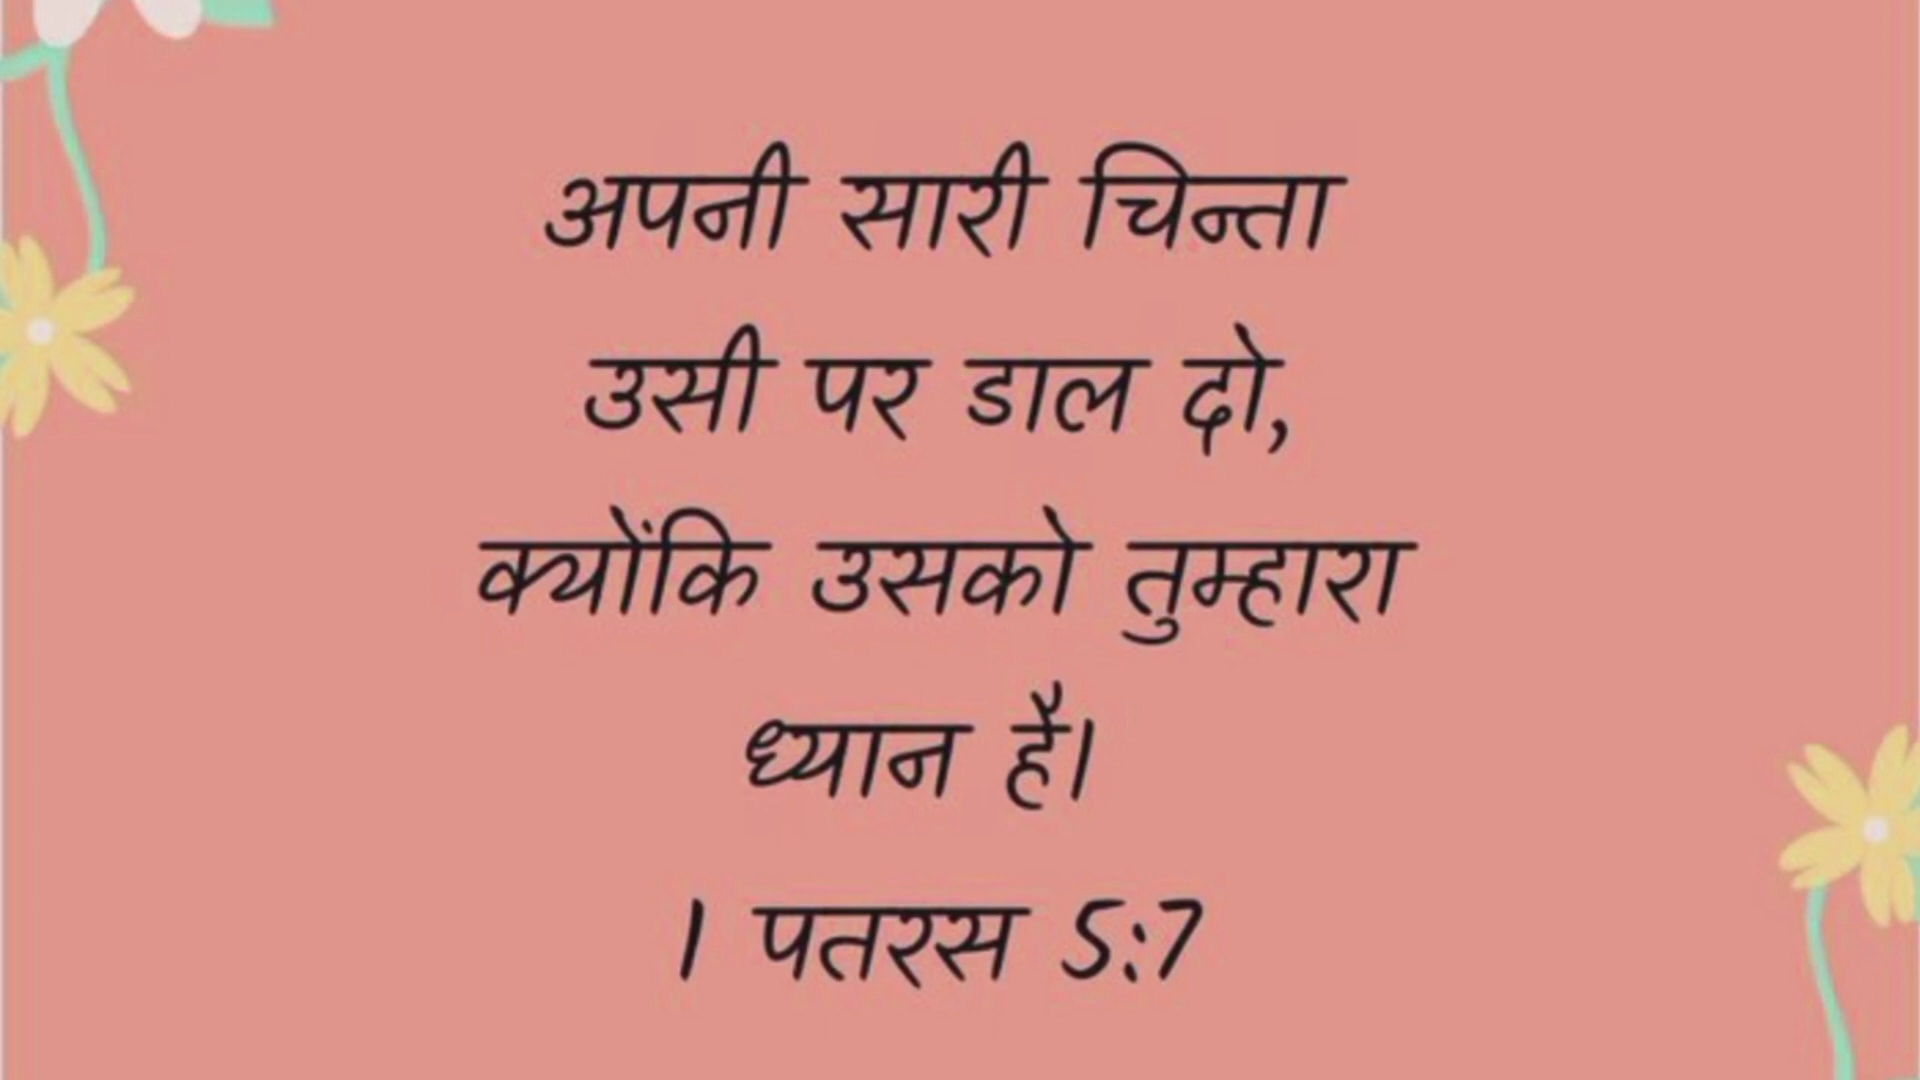 अपनी सारी चिन्ता
उसी पर डाल दो,
क्योंकि उसको तुम्हारा
ध्यान है।
1 पतरस 5:7